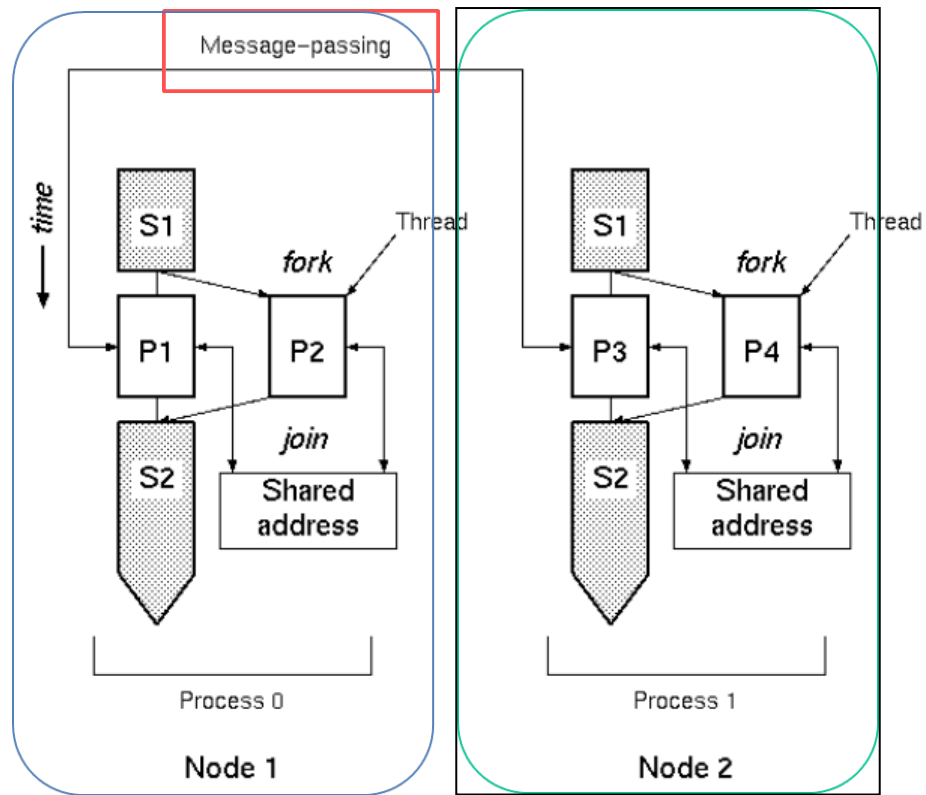 Message-passing
time
S1
fork
Thread
P1
P2
join
S2
Shared
address
Process 0
Node 1
S1
fork
Thread
P3
P4
join
S2
Shared
address
Process 1
Node 2